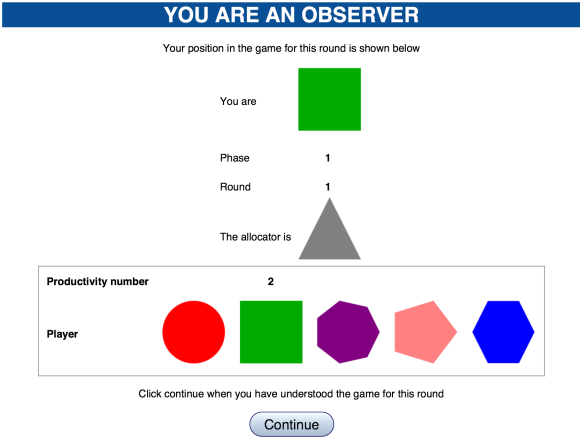 YOU ARE AN OBSERVER
Your position in the game for this round is shown below
You are
Phase 1
Round 1
The allocator is
Productivity number 2
Player
Click continue when you have understood the game for this round
Continue